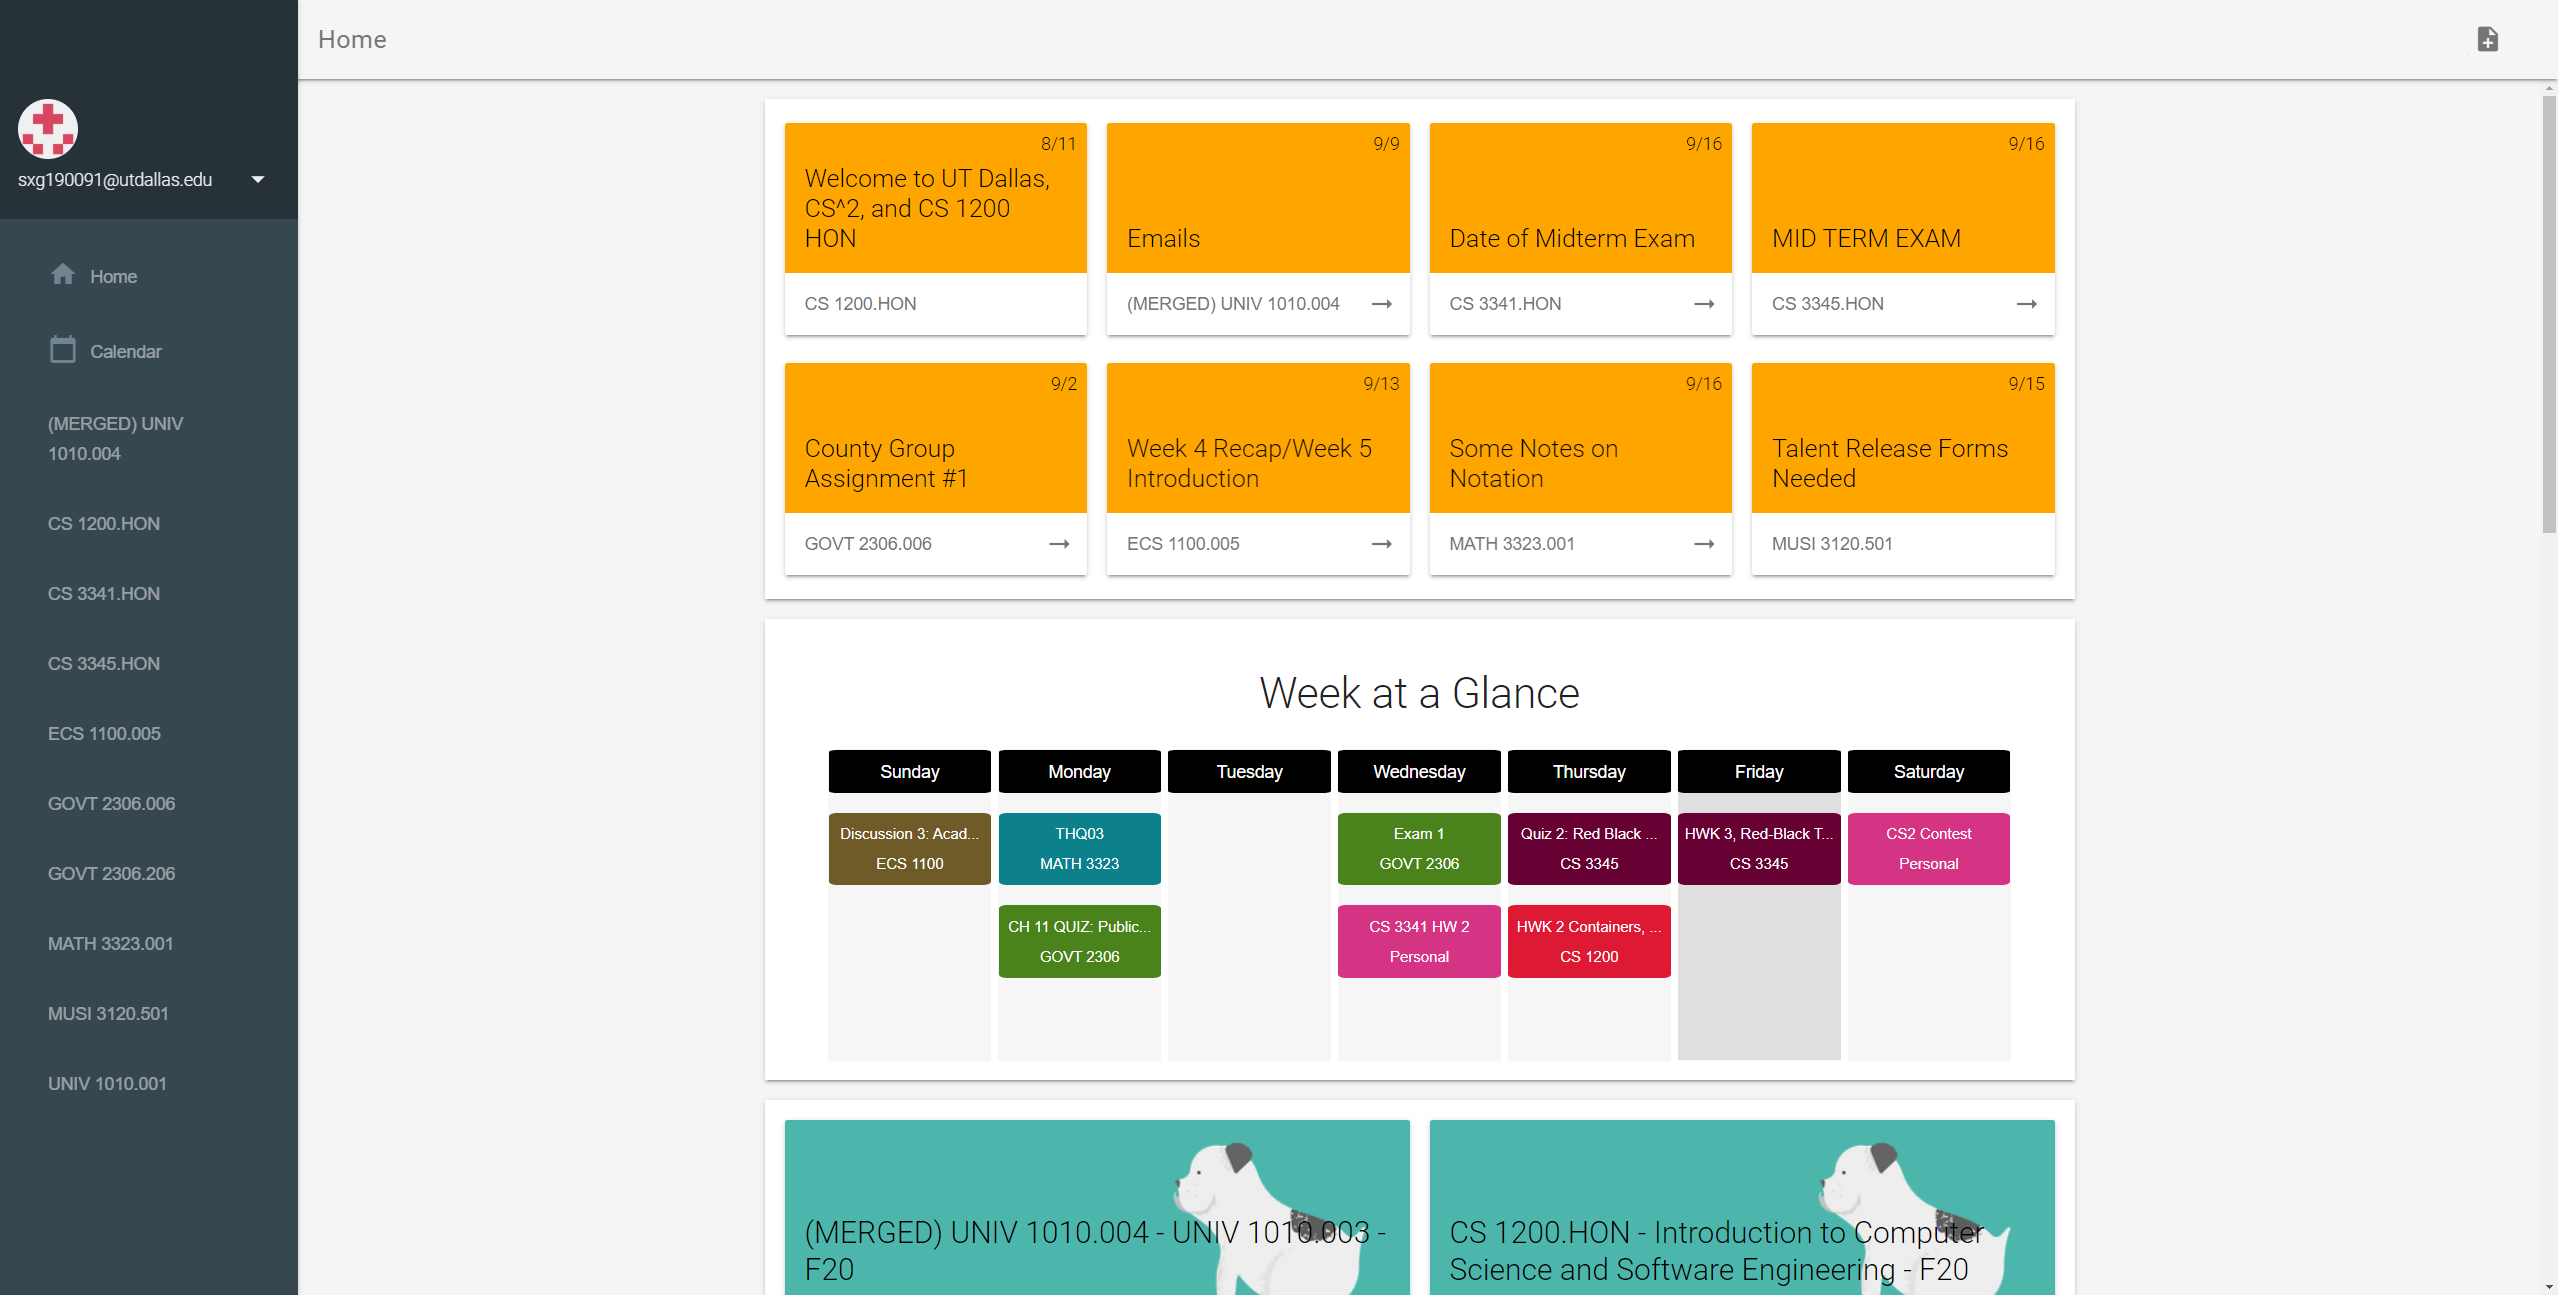 Home
sxg190091@utdallas.edu
Home
Calendar
(MERGED) UNIV
1010.004
CS 1200.HON
CS 3341.HON
CS 3345.HON
ECS 1100.005
GOVT 2306.006
GOVT 2306.206
MATH 3323.001
MUSI 3120.501
UNIV 1010.001
8/11
Welcome to UT Dallas,
CS^2, and CS 1200
HON
CS 1200.HON
9/9
Emails
(MERGED) UNIV 1010.004
9/16
Date of Midterm Exam
CS 3341.HON
9/16
MID TERM EXAM
CS 3345.HON
9/2
County Group
Assignment #1
GOVT 2306.006
9/13
Week 4 Recap/Week 5
Introduction
ECS 1100.005
9/16
Some Notes on
Notation
MATH 3323.001
9/15
Talent Release Forms
Needed
MUSI 3120.501
Week at a Glance
Sunday
Discussion 3: Acad...
ECS 1100
Monday
THQ03
MATH 3323
CH 11 QUIZ: Public...
GOVT 2306
Tuesday
Wednesday
Exam 1
GOVT 2306
CS 3341 HW 2
Personal
Thursday
Quiz 2: Red Black ...
CS 3345
HWK 2 Containers, ...
CS 1200
Friday
HWK 3, Red-Black T...
CS 3345
Saturday
CS2 Contest
Personal
(MERGED) UNIV 1010.004 - UNIV 1010.003 -
F20
CS 1200.HON - Introduction to Computer
Science and Software Engineering - F20